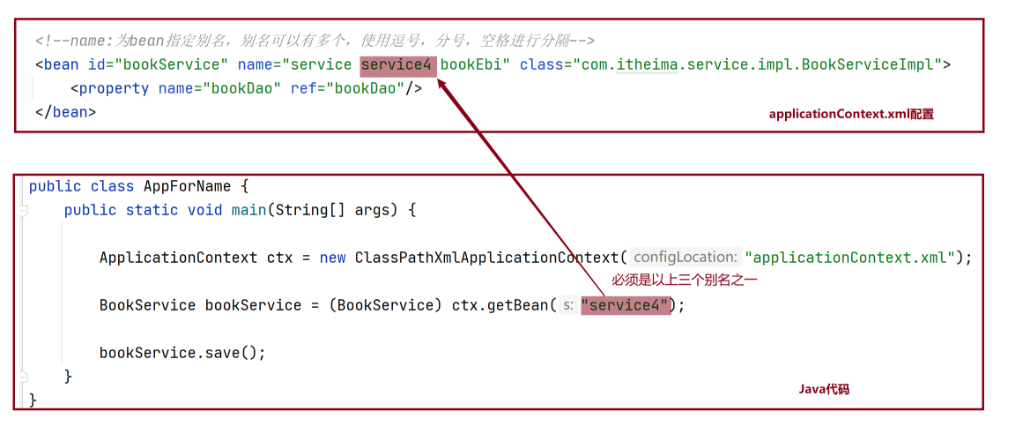 <!--name:为bean指定别名，别名可以有多个，使用逗号，分号，空格进行分隔-->
<bean id="bookService" name="service service4 bookEbi" class="com.itheima.service.impl.BookServiceImpl">
<property name="bookDao" ref="bookDao"/>
</bean>
applicationContext.xml配置
public class AppForName {
public static void main(String[] args) {
ApplicationContext ctx = new ClassPathXmlApplicationContext( configLocation: "applicationContext.xml");
必须是以上三个别名之一
BookService bookService = (BookService) ctx.getBean( s: "service4");
bookService.save();
}
Java代码
}